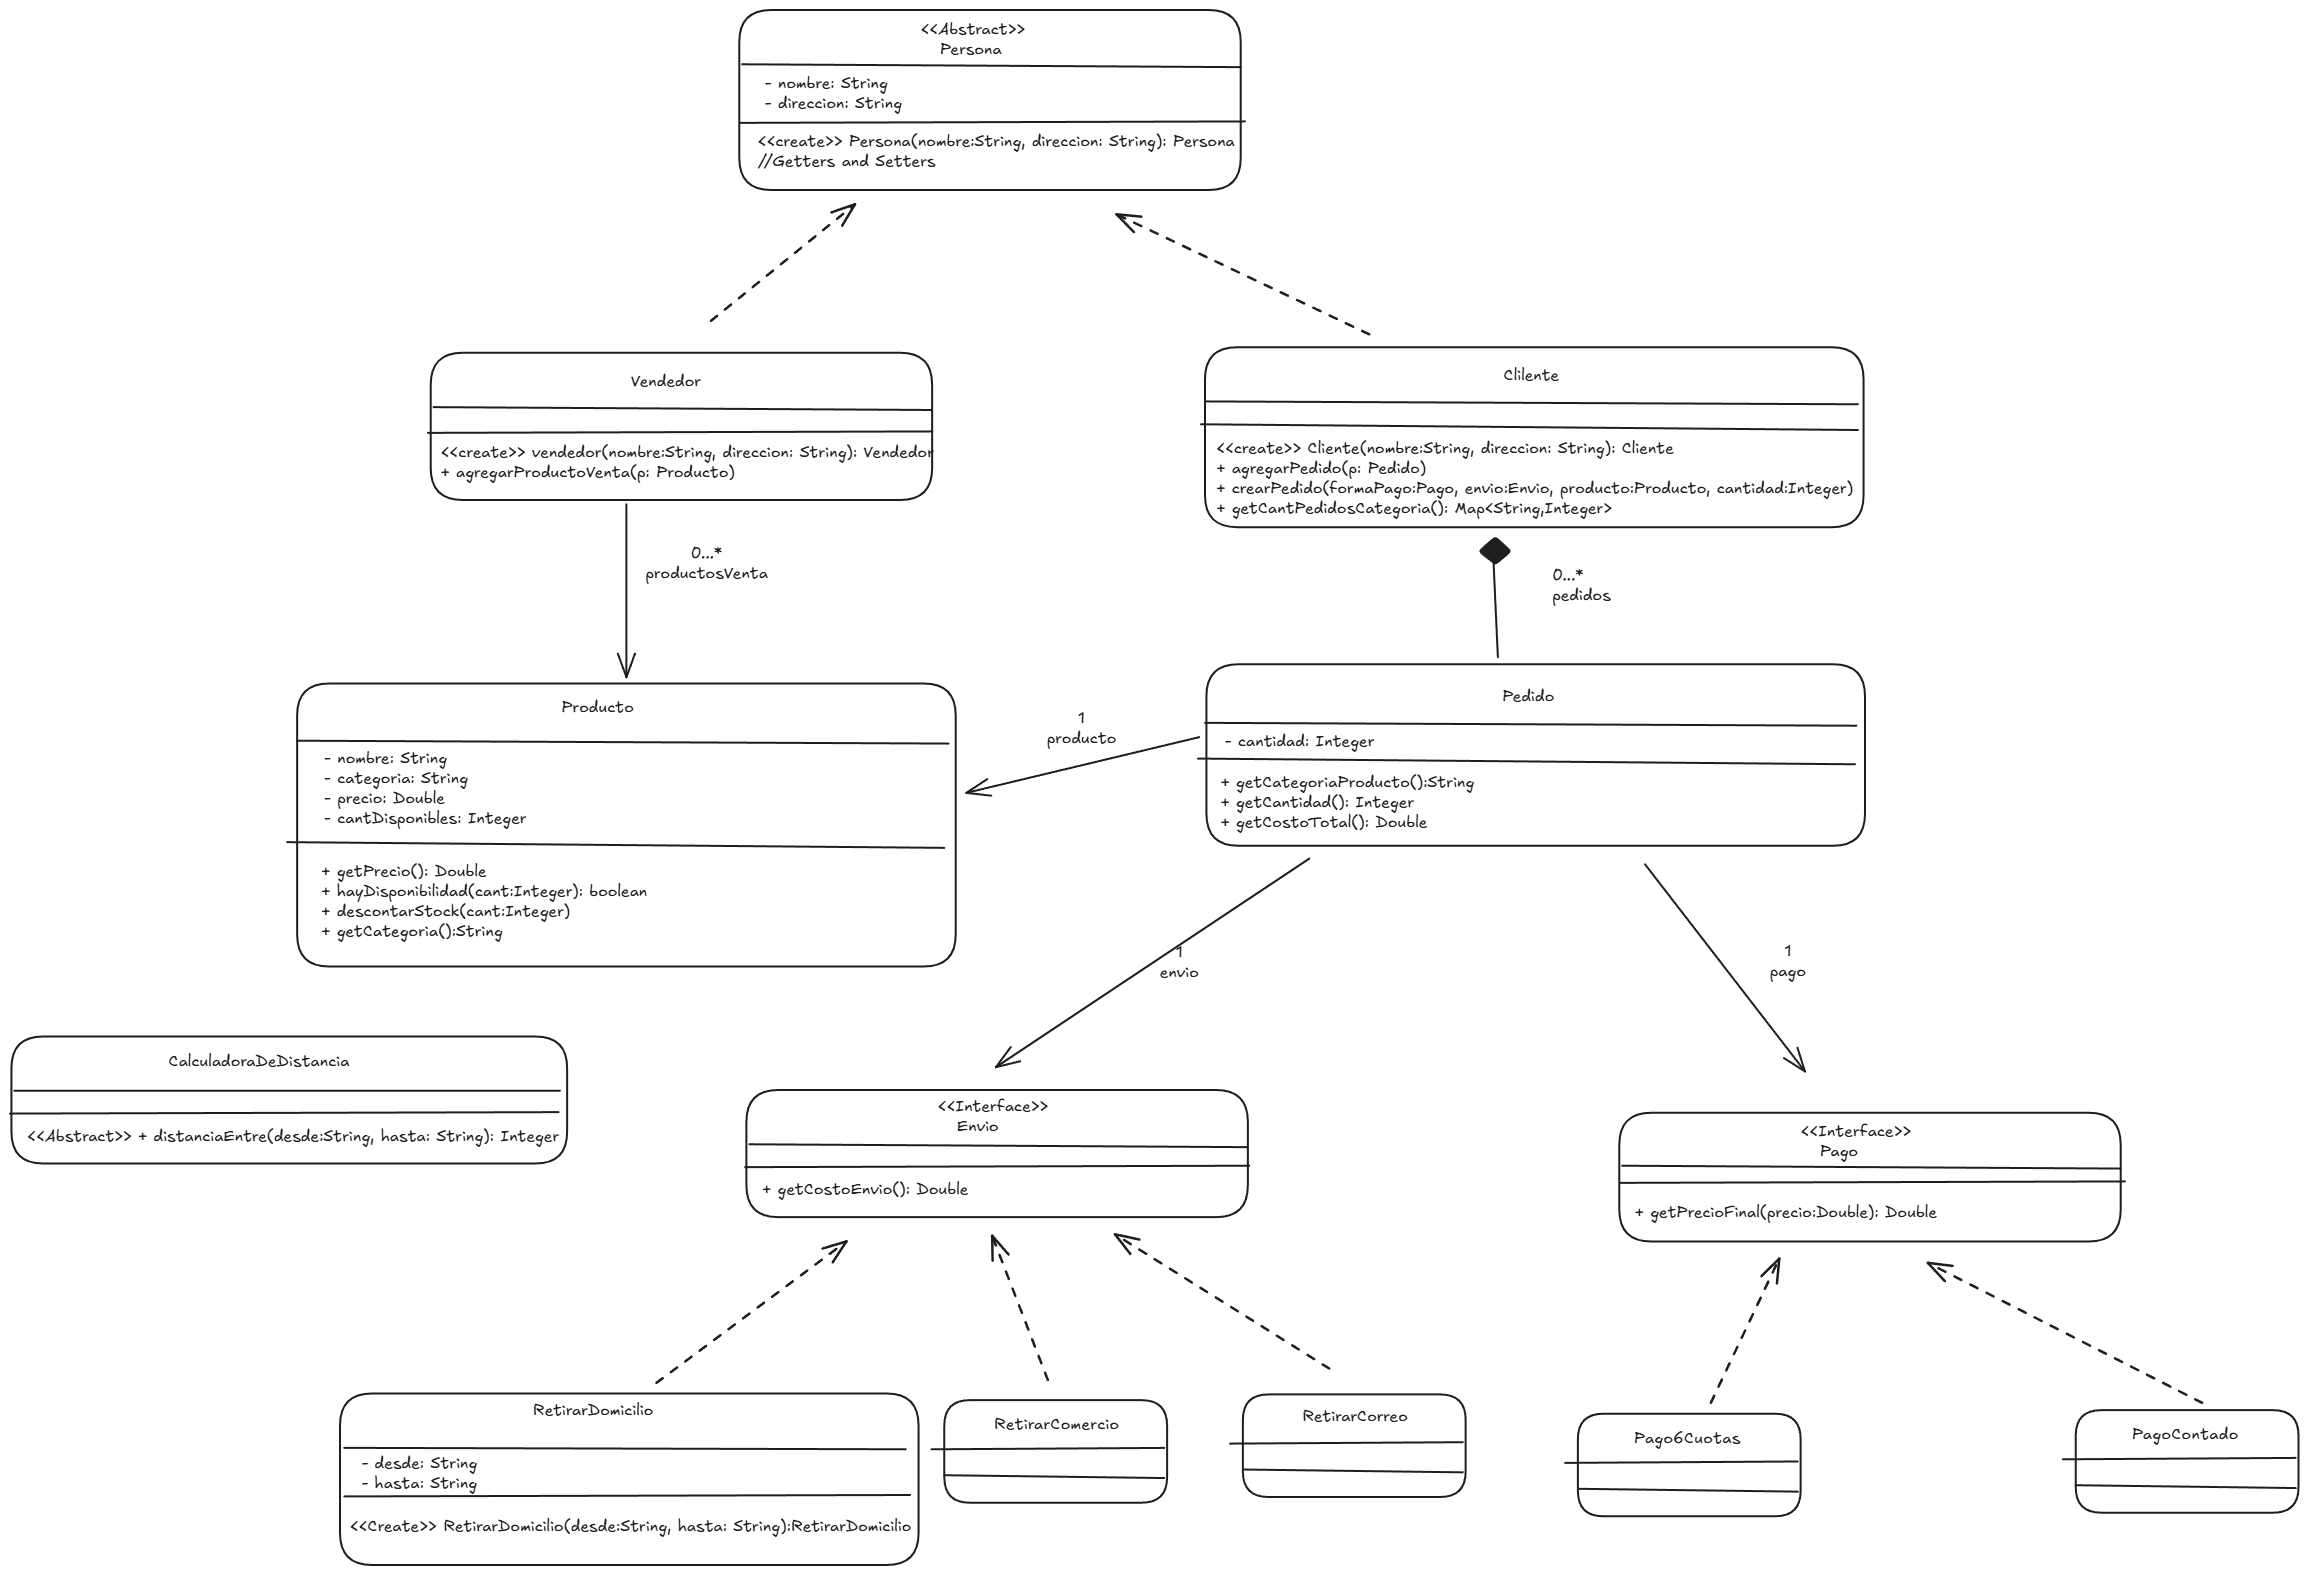 <<Abstract>>
Persona
- nombre: String
- direccion: String
<<create>> Persona(nombre:String, direccion: String): Persona
//Getters and Setters
Vendedor
<<create>> vendedor(nombre:String, direccion: String): Vendedor
+ agregarProductoVenta(p: Producto)
Clilente
<<create>> Cliente(nombre:String, direccion: String): Cliente
+ agregarPedido(p: Pedido)
+ crearPedido(formaPago:Pago, envio:Envio, producto:Producto, cantidad:Integer)
+ getCantPedidosCategoria(): Map<String,Integer>
0...*
productosVenta
0...*
pedidos
Producto
- nombre: String
- categoria: String
- precio: Double
- cantDisponibles: Integer
+ getPrecio(): Double
+ hayDisponibilidad(cant:Integer): boolean
+ descontarStock(cant:Integer)
+ getCategoria():String
1
producto
Pedido
- cantidad: Integer
+ getCategoriaProducto():String
+ getCantidad(): Integer
+ getCostoTotal(): Double
1
envio
1
pago
CalculadoraDeDistancia
<<Abstract>> + distanciaEntre(desde:String, hasta: String): Integer
<<Interface>>
Envio
+ getCostoEnvio(): Double
<<Interface>>
Pago
+ getPrecioFinal(precio:Double): Double
RetirarDomicilio
- desde: String
- hasta: String
<<Create>> RetirarDomicilio(desde:String, hasta: String):RetirarDomicilio
RetirarComercio
RetirarCorreo
Pago6Cuotas
PagoContado